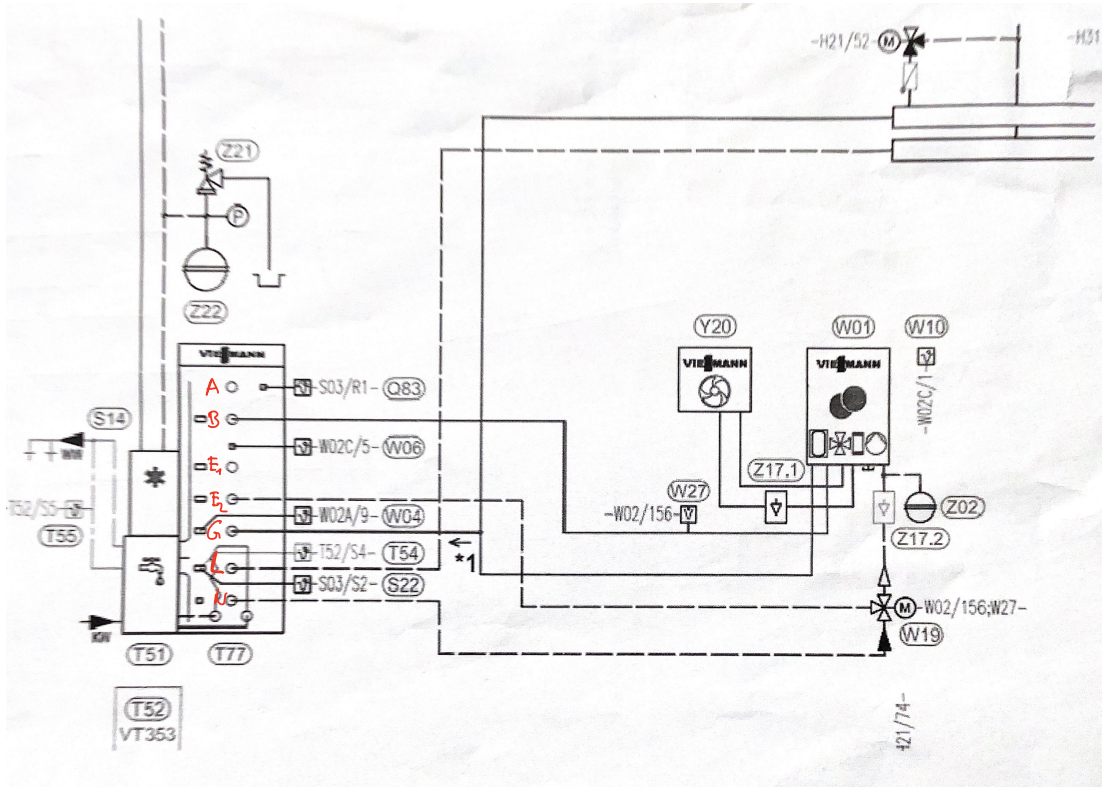 -H21/52-
M
-H31
Z21
P
Z22
Y20
W01
W10
VIESMANN
VIESMANN
VIESMANN
-W02C/1-
A
-S03/R1-
Q83
S14
B
WW
-W02C/5-
W06
E1
Z17.1
W27
T52/S5-
E2
-W02/156-
Z02
T55
G
-W02A/9-
W04
Z17.2
*1
L
-T52/S4-
T54
-S03/S2-
S22
N
M
-W02/156;W27-
KW
W19
T51
T77
T52
VT353
H21/74-